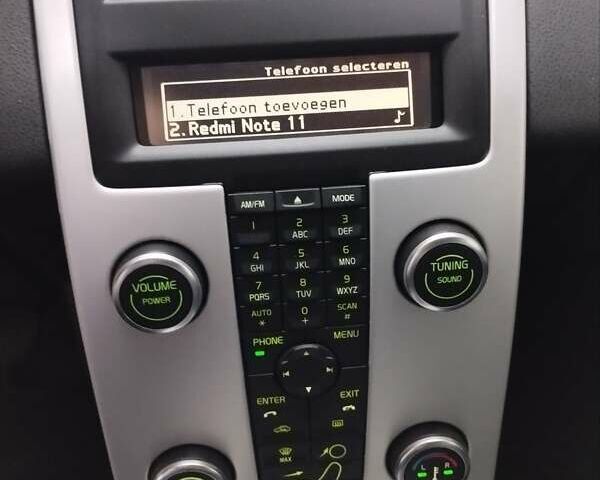 Telefoon selecteren
1.Telefoon toevoegen
2.Redmi Note 11
AM/FM MODE
1 2 ABC 3 DEF
4 GHI 5 JKL 6 MNO
7 PQRS 8 TUV 9 WXYZ
AUTO * 0 + SCAN #
VOLUME
POWER
TUNING
SOUND
PHONE MENU
ENTER EXIT
MAX
L R